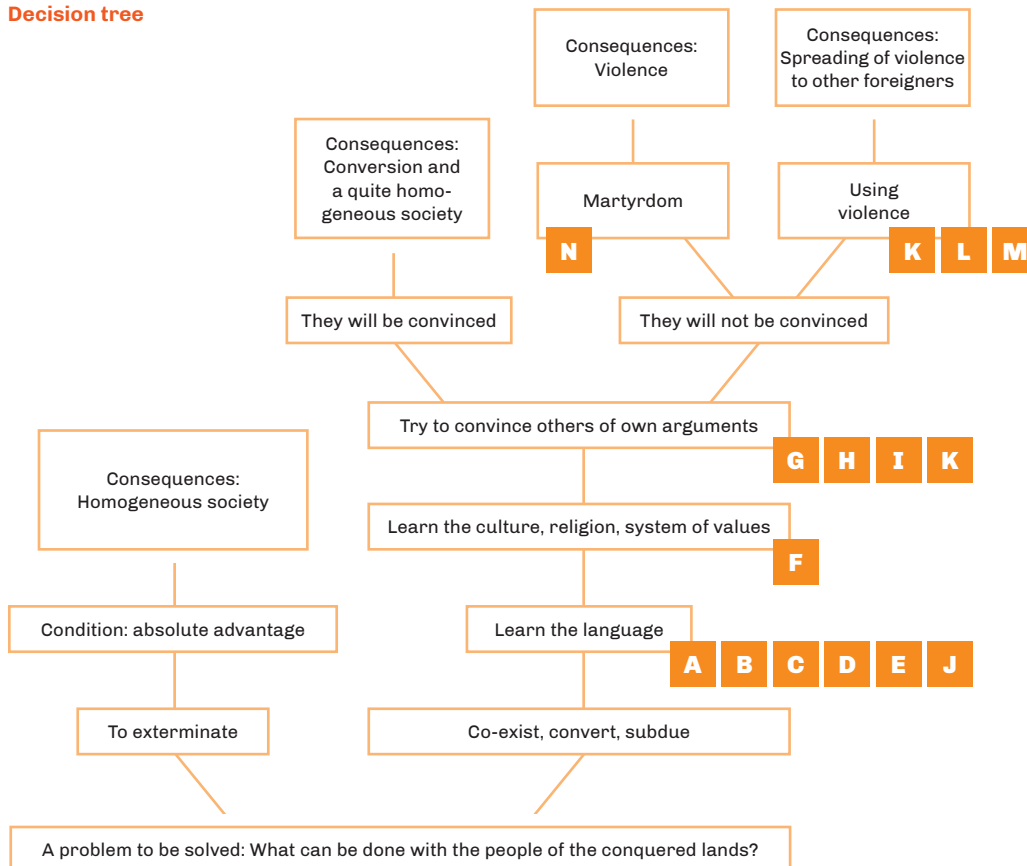 Decision tree
Consequences:
Violence
Consequences:
Spreading of violence
to other foreigners
Consequences:
Conversion and
a quite homo-
geneous society
Martyrdom
Using
violence
N
K L M
They will be convinced
They will not be convinced
Try to convince others of own arguments
G H I K
Consequences:
Homogeneous society
Learn the culture, religion, system of values
F
Condition: absolute advantage
Learn the language
A B C D E J
To exterminate
Co-exist, convert, subdue
A problem to be solved: What can be done with the people of the conquered lands?